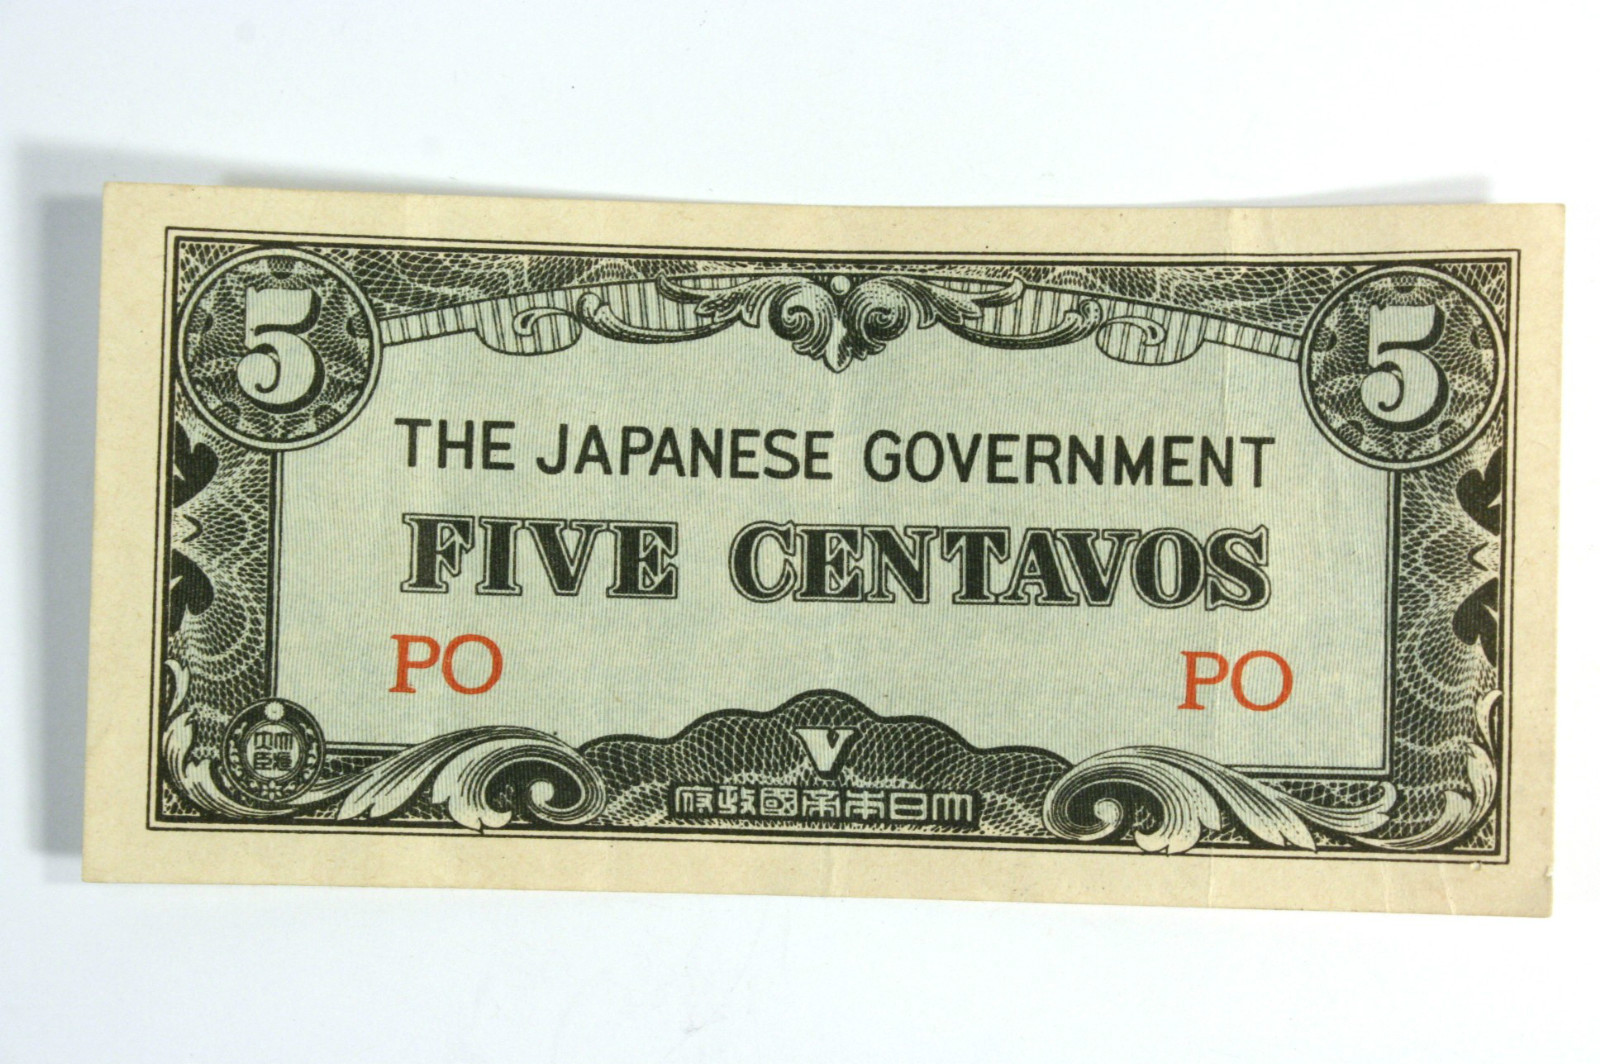 5 5
THE JAPANESE GOVERNMENT
FIVE CENTAVOS
PO PO
V
府政國帝本日大